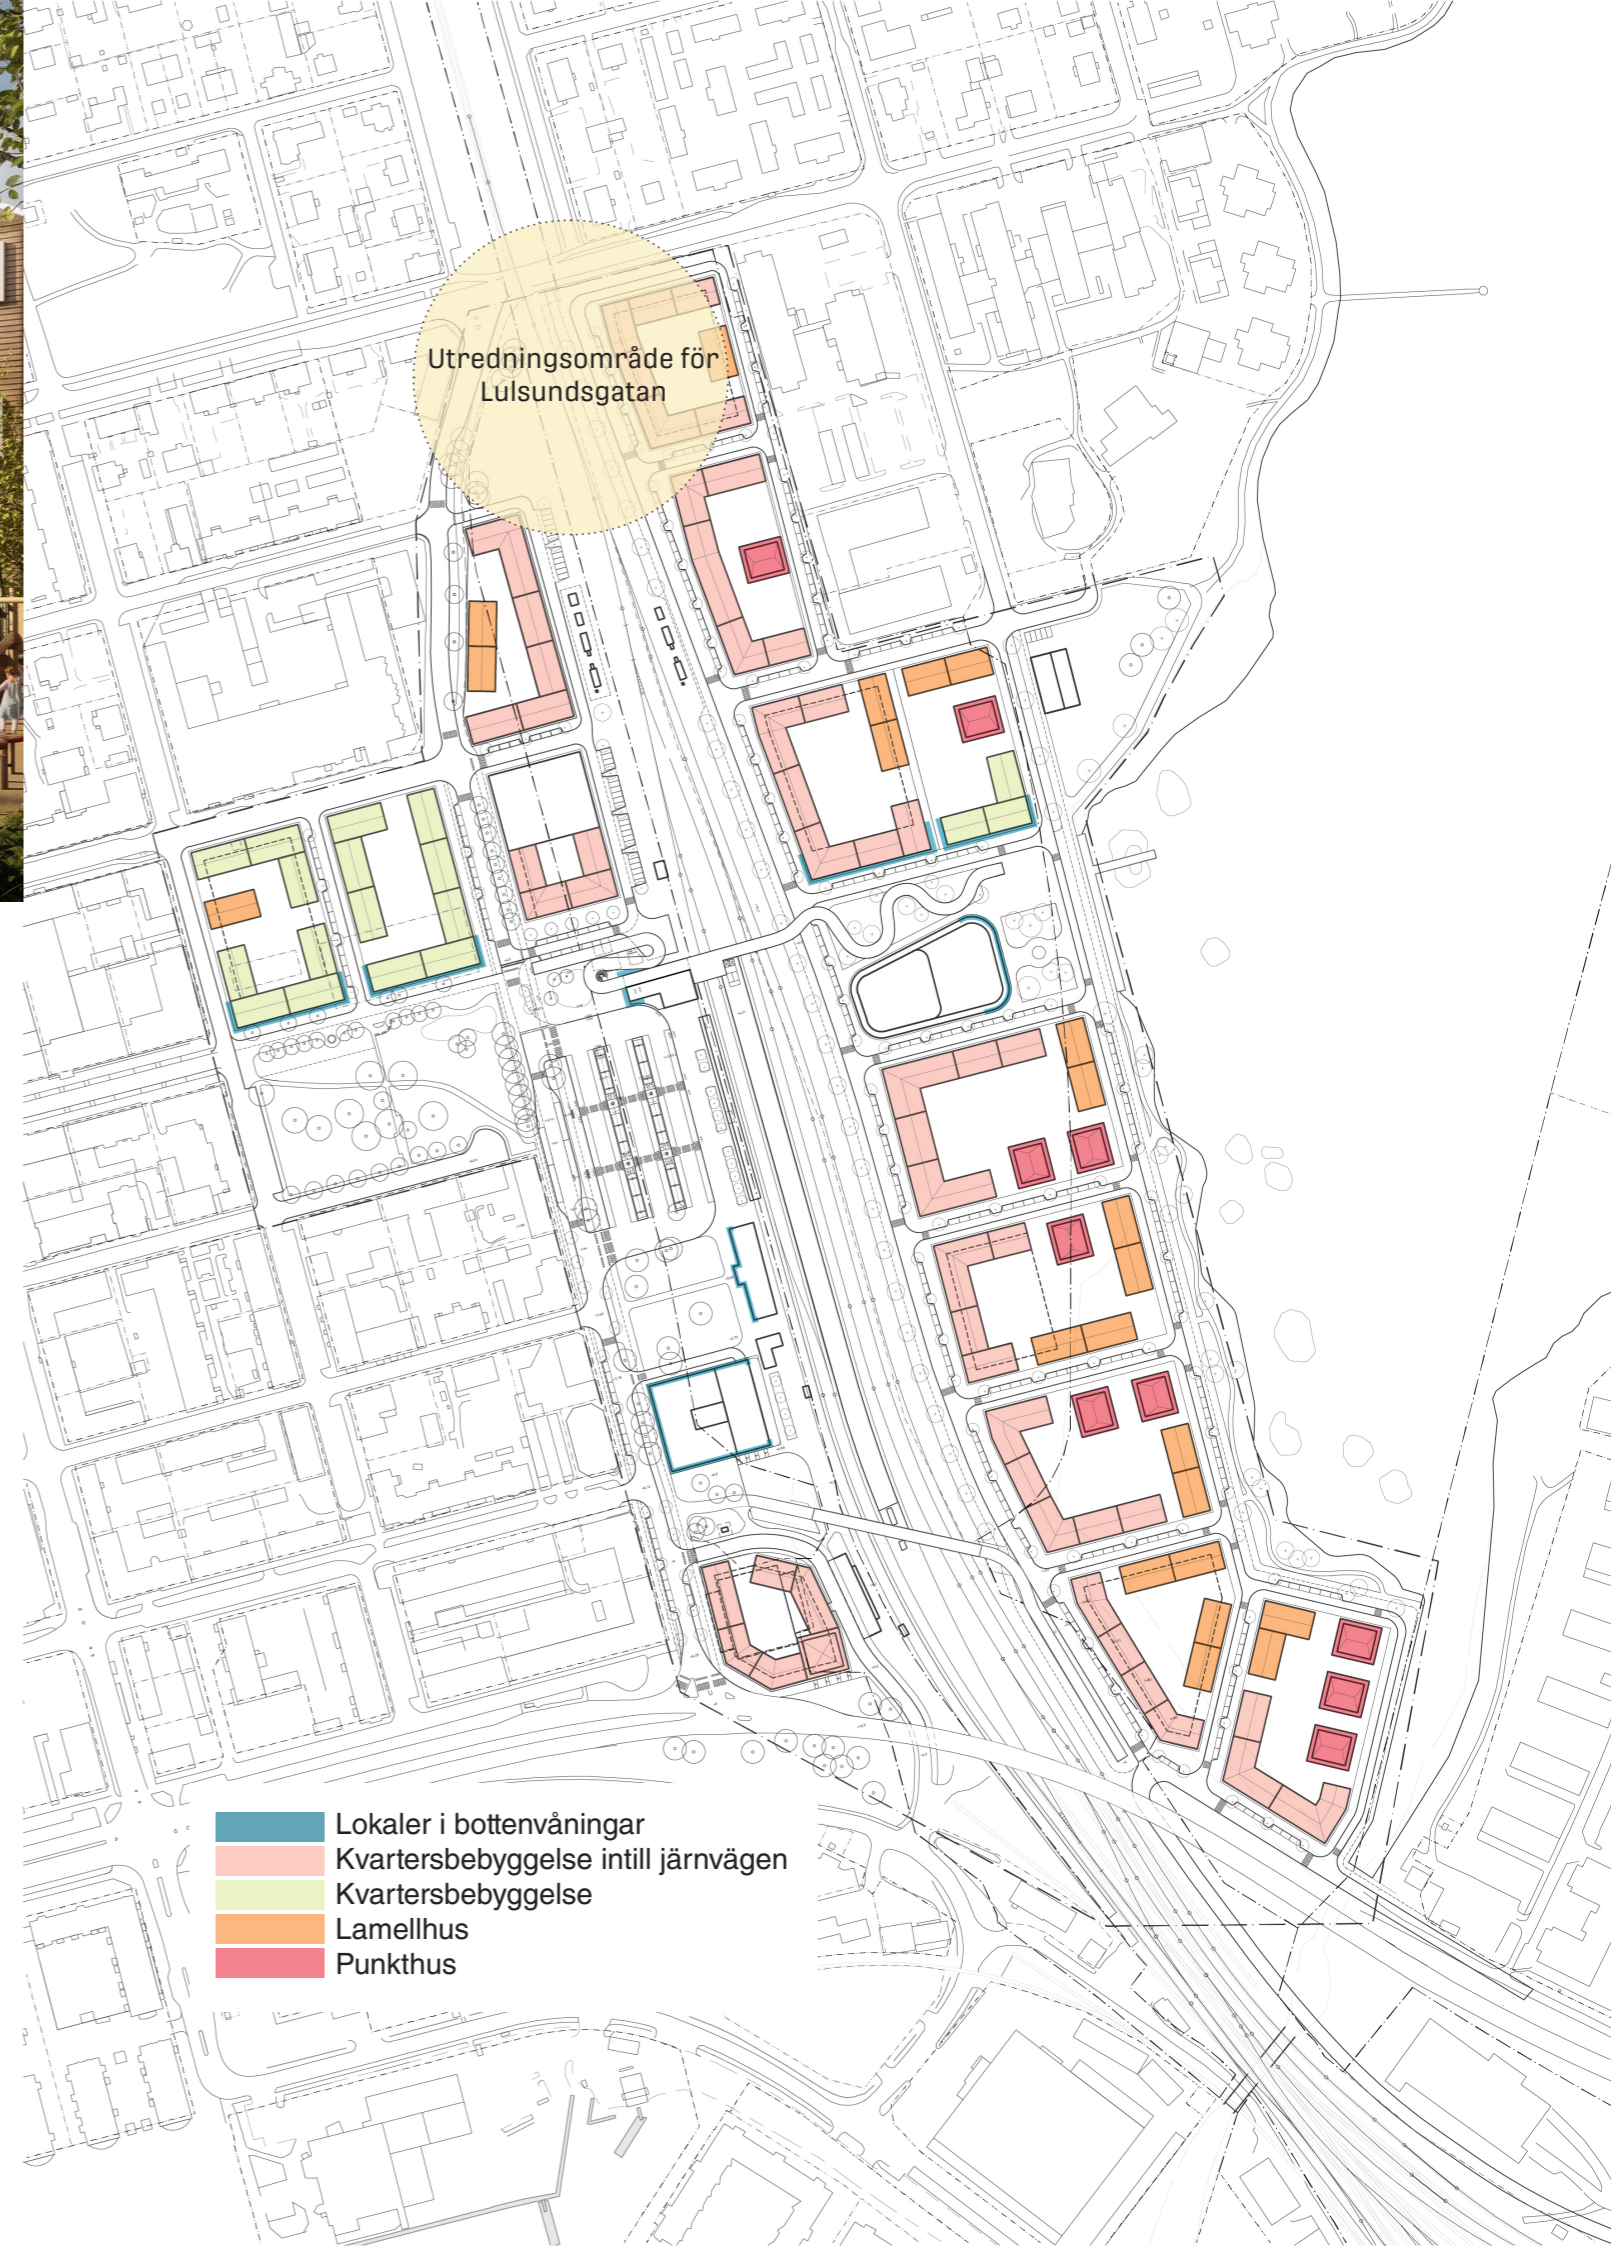 Utredningsområde för
Lulsundsgatan
Lokaler i bottenvåningar
Kvartersbebyggelse intill järnvägen
Kvartersbebyggelse
Lamellhus
Punkthus